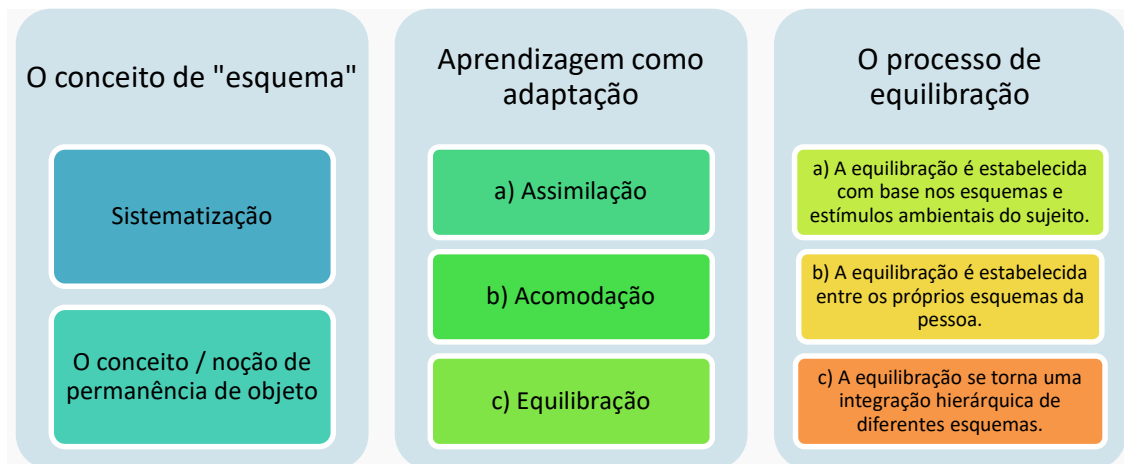 O conceito de "esquema"
Sistematização
O conceito / noção de
permanência de objeto
Aprendizagem como
adaptação
a) Assimilação
b) Acomodação
c) Equilibração
O processo de
equilibração
a) A equilibração é estabelecida
com base nos esquemas e
estímulos ambientais do sujeito.
b) A equilibração é estabelecida
entre os próprios esquemas da
pessoa.
c) A equilibração se torna uma
integração hierárquica de
diferentes esquemas.